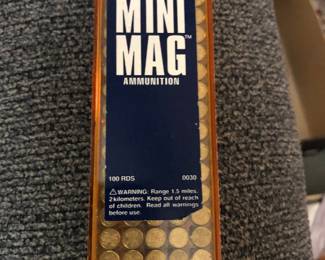 MINI
MAG™
AMMUNITION
100 RDS 0030
⚠WARNING: Range 1.5 miles,
2 kilometers. Keep out of reach
of children. Read all warnings
before use.